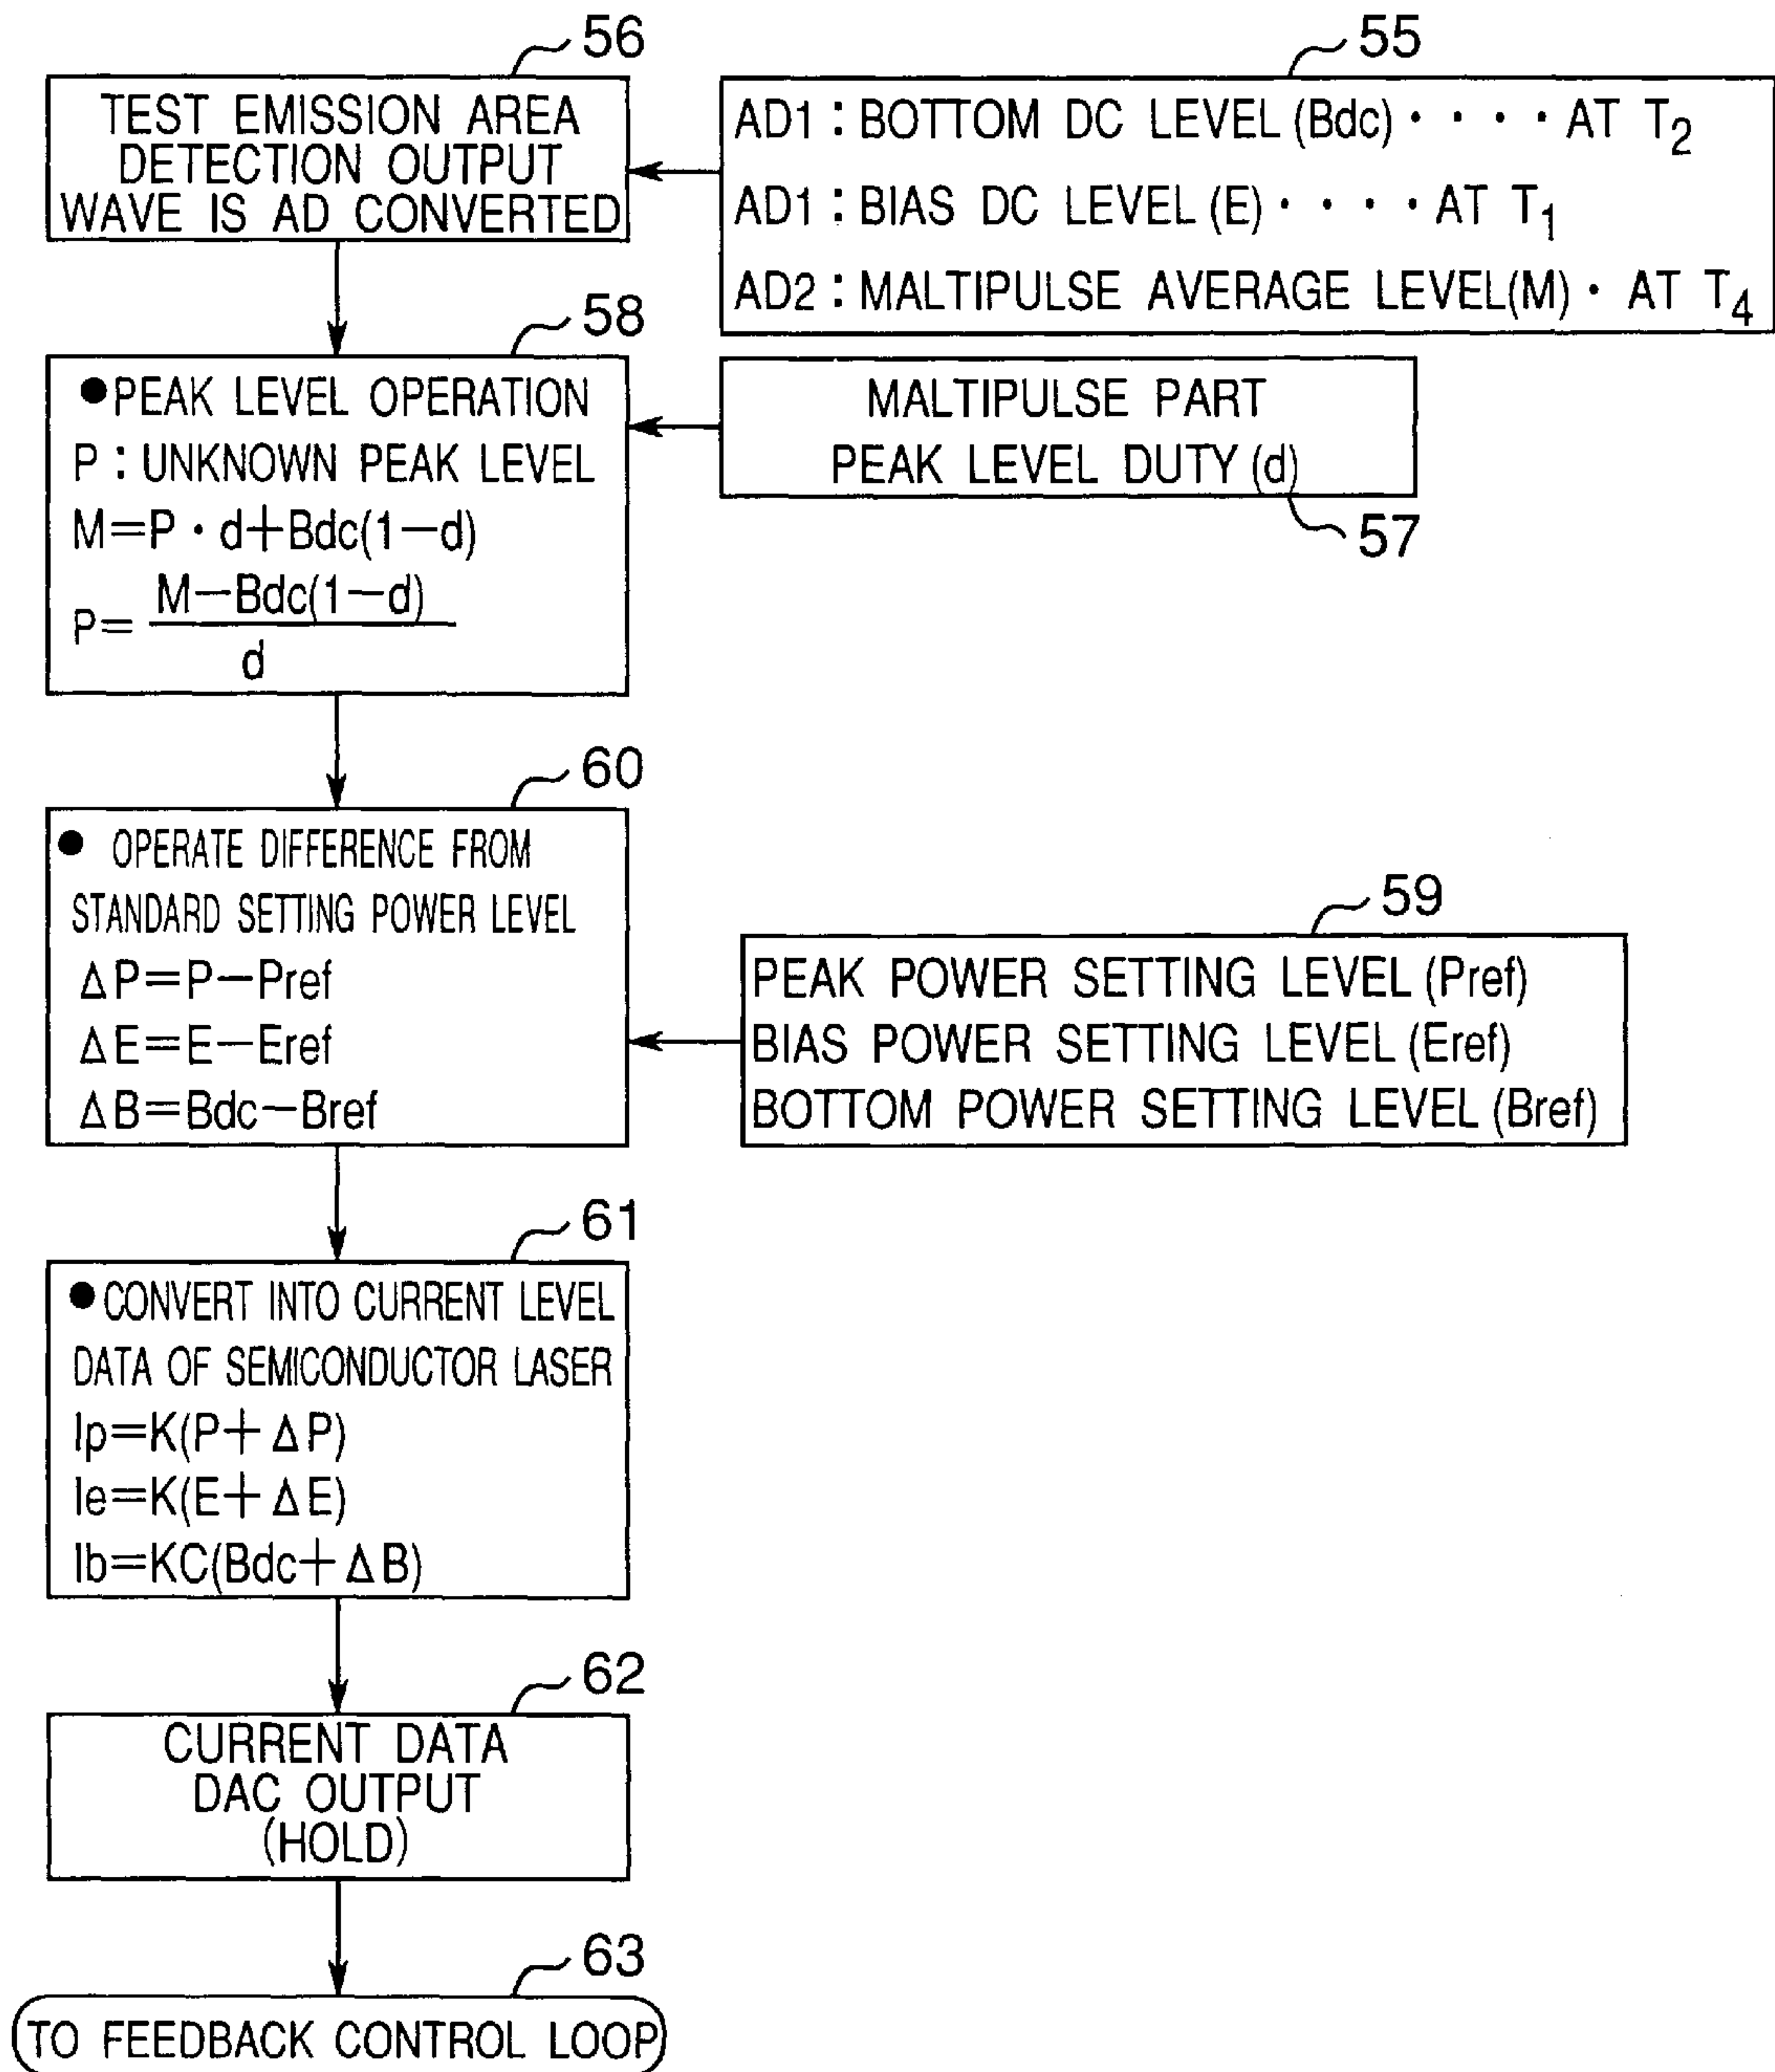 56
TEST EMISSION AREA
DETECTION OUTPUT
WAVE IS AD CONVERTED
55
AD1 : BOTTOM DC LEVEL (Bdc) · · · · AT T2
AD1 : BIAS DC LEVEL (E) · · · · AT T1
AD2 : MALTIPULSE AVERAGE LEVEL(M) · AT T4
58
● PEAK LEVEL OPERATION
P : UNKNOWN PEAK LEVEL
M=P · d+Bdc(1−d)
P= M−Bdc(1−d)
d
MALTIPULSE PART
PEAK LEVEL DUTY (d)
57
60
● OPERATE DIFFERENCE FROM
STANDARD SETTING POWER LEVEL
ΔP=P−Pref
ΔE=E−Eref
ΔB=Bdc−Bref
59
PEAK POWER SETTING LEVEL (Pref)
BIAS POWER SETTING LEVEL (Eref)
BOTTOM POWER SETTING LEVEL (Bref)
61
● CONVERT INTO CURRENT LEVEL
DATA OF SEMICONDUCTOR LASER
Ip=K(P+ΔP)
Ie=K(E+ΔE)
Ib=KC(Bdc+ΔB)
62
CURRENT DATA
DAC OUTPUT
(HOLD)
63
TO FEEDBACK CONTROL LOOP